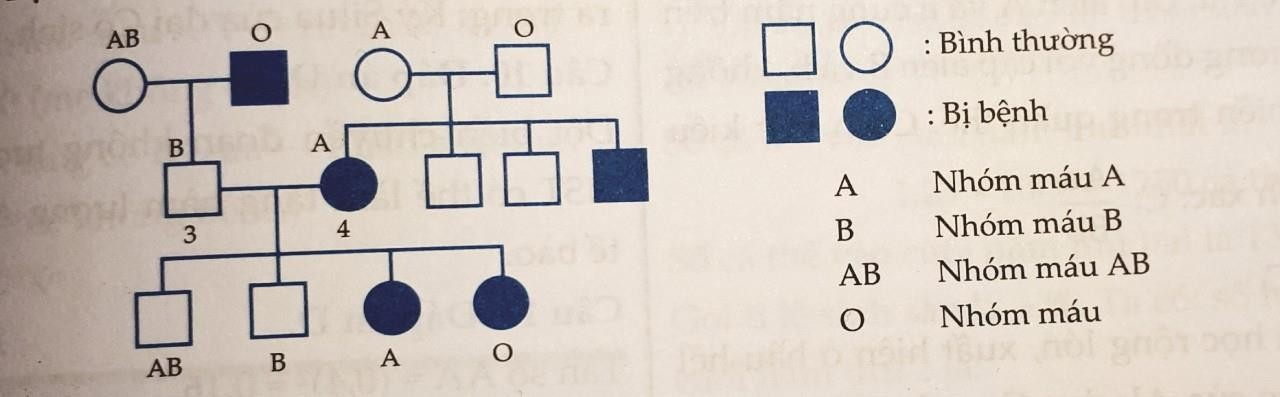 AB O A O
B A
3 4
AB B A O
: Bình thường
: Bị bệnh
A Nhóm máu A
B Nhóm máu B
AB Nhóm máu AB
O Nhóm máu